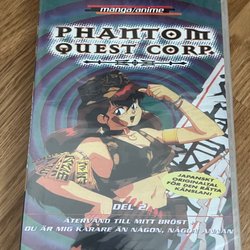 manga/anime
PHANTOM
QUEST CORP
JAPANSKT
ORIGINALTAL
FÖR DEN RÄTTA
KÄNSLAN!
DEL 2:
ÅTERVÄND TILL MITT BRÖST
DU ÄR MIG KÄRARE ÄN NÅGON, NÅGON ANNAN